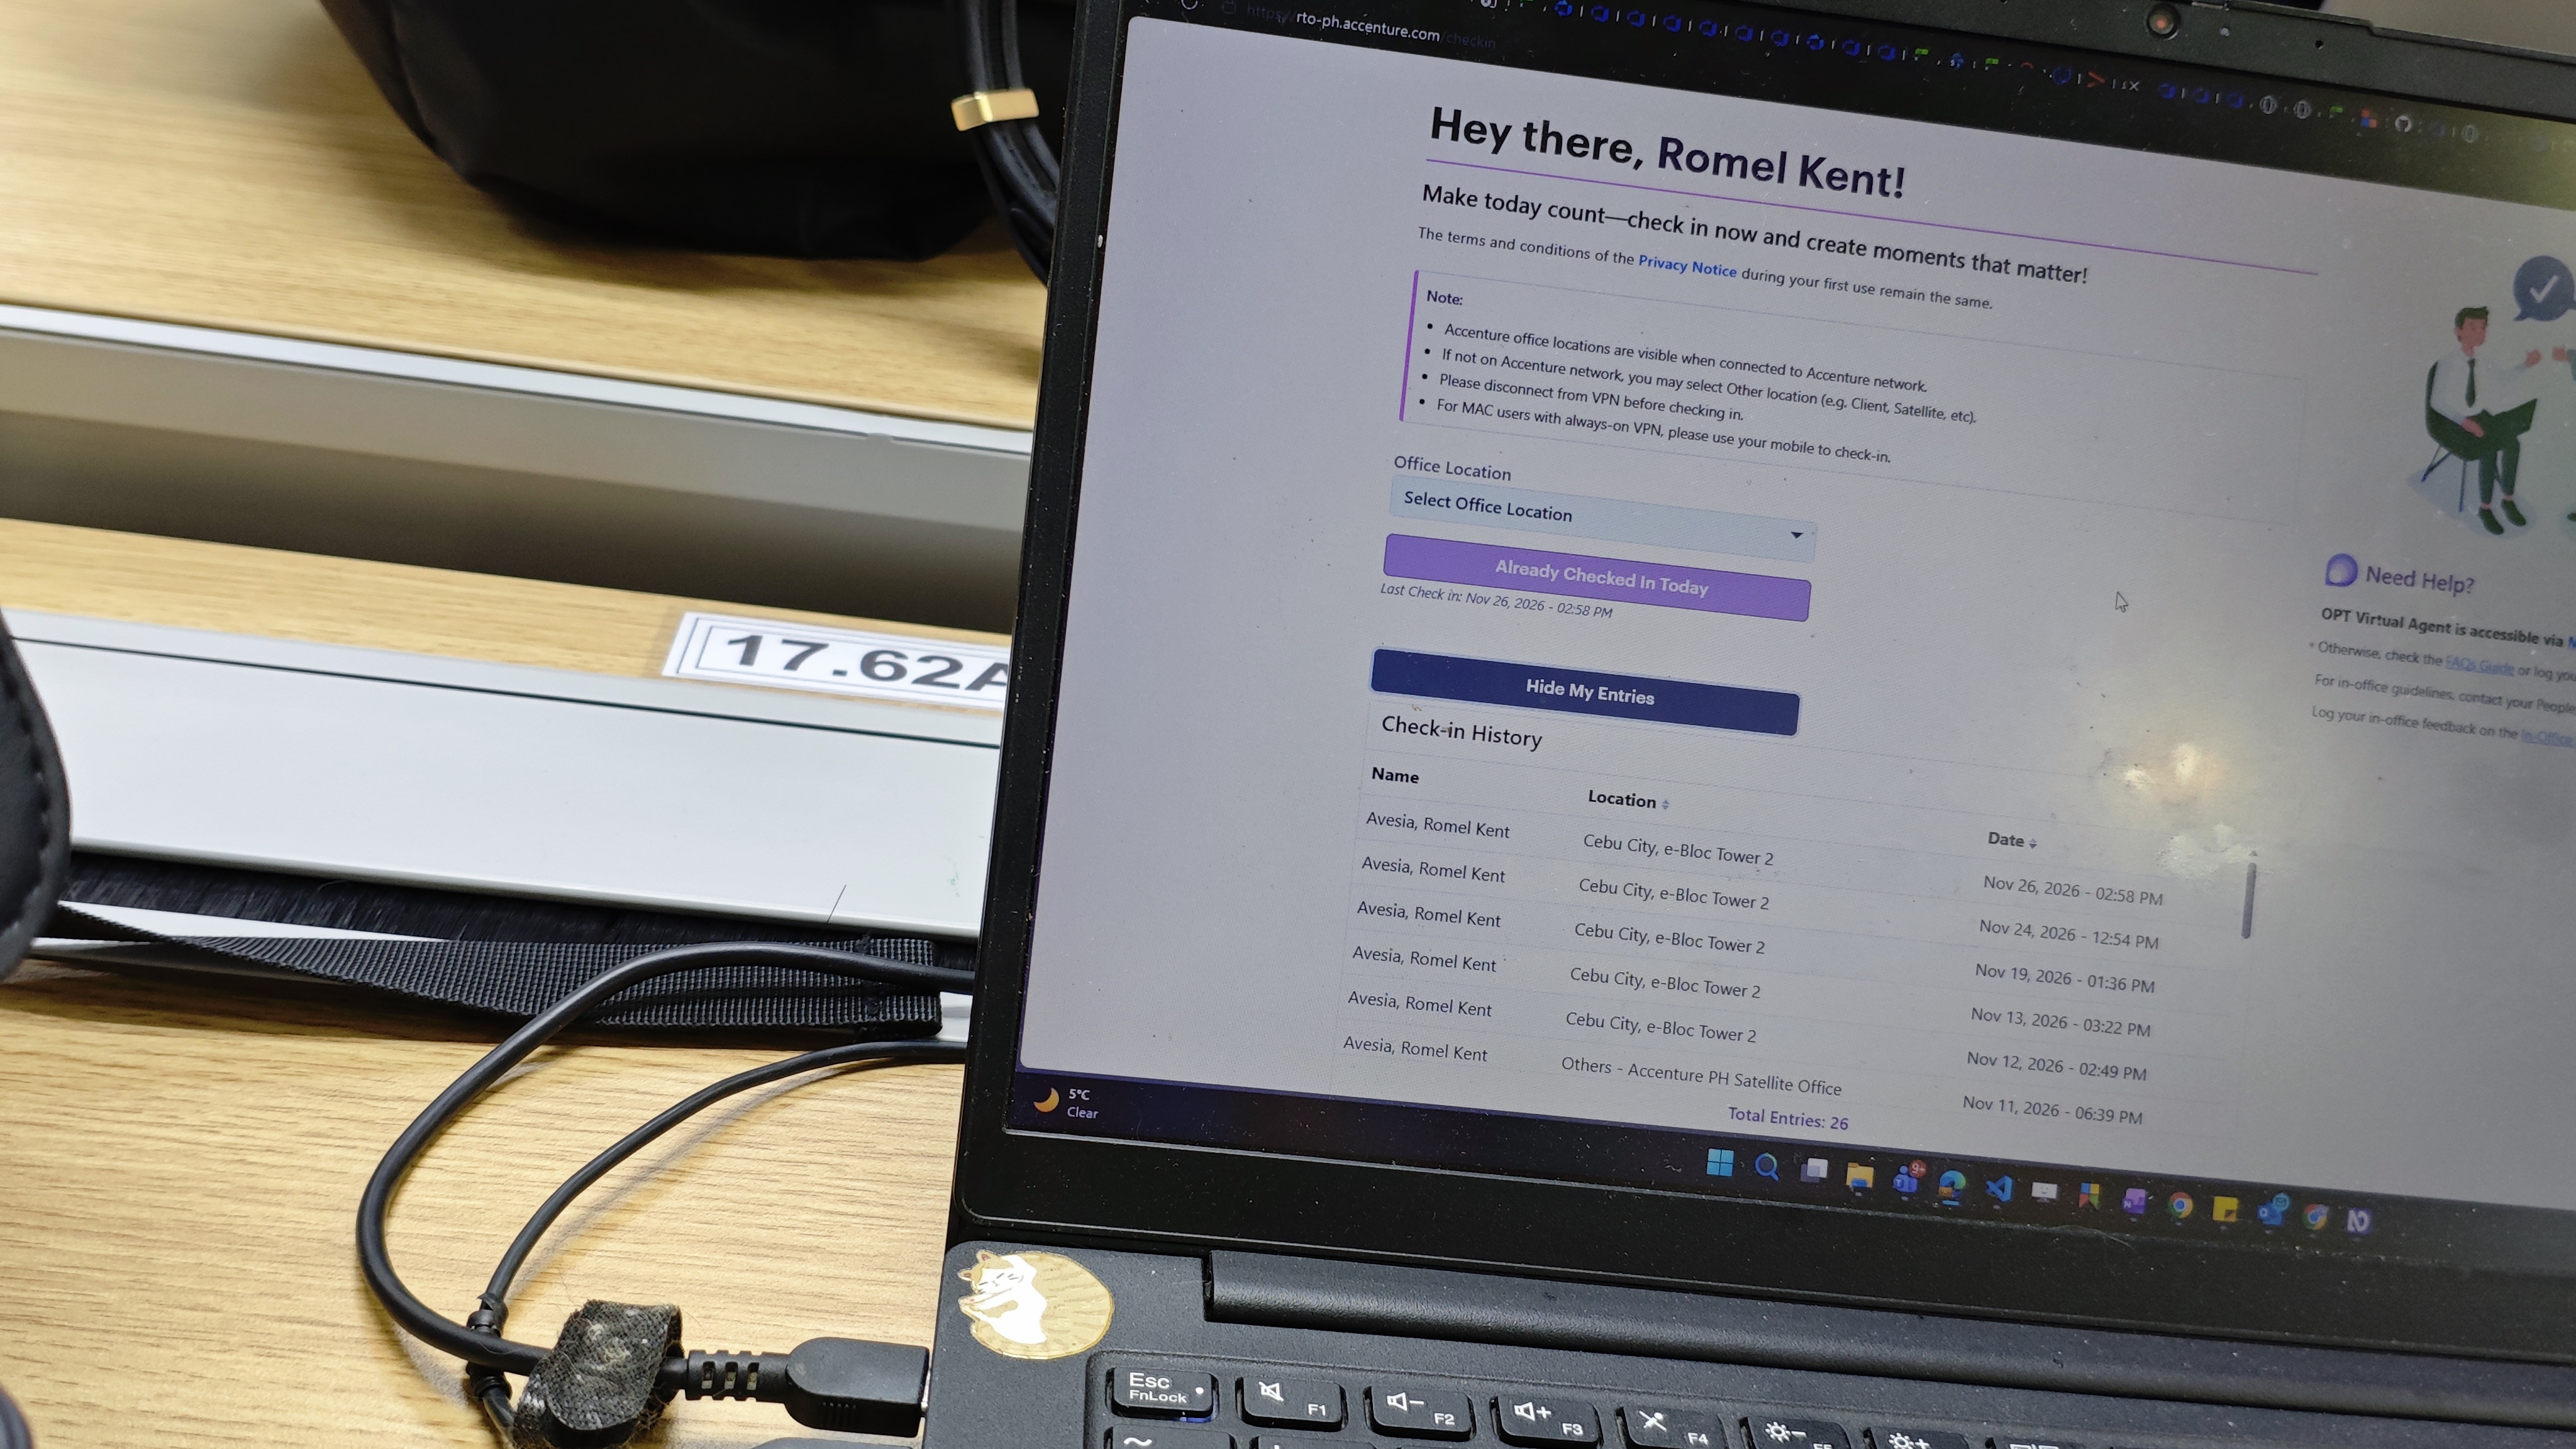 https://rto-ph.accenture.com/checkin
Hey there, Romel Kent!
Make today count—check in now and create moments that matter!
The terms and conditions of the Privacy Notice during your first use remain the same.
Note:
• Accenture office locations are visible when connected to Accenture network.
• If not on Accenture network, you may select Other location (e.g. Client, Satellite, etc).
• Please disconnect from VPN before checking in.
• For MAC users with always-on VPN, please use your mobile to check-in.
Office Location
Select Office Location
Already Checked In Today
Last Check in: Nov 26, 2026 - 02:58 PM
Hide My Entries
Check-in History
Name Location Date
Avesia, Romel Kent Cebu City, e-Bloc Tower 2 Nov 26, 2026 - 02:58 PM
Avesia, Romel Kent Cebu City, e-Bloc Tower 2 Nov 24, 2026 - 12:54 PM
Avesia, Romel Kent Cebu City, e-Bloc Tower 2 Nov 19, 2026 - 01:36 PM
Avesia, Romel Kent Cebu City, e-Bloc Tower 2 Nov 13, 2026 - 03:22 PM
Avesia, Romel Kent Cebu City, e-Bloc Tower 2 Nov 12, 2026 - 02:49 PM
Avesia, Romel Kent Others - Accenture PH Satellite Office Nov 11, 2026 - 06:39 PM
Total Entries: 26
Need Help?
OPT Virtual Agent is accessible via
* Otherwise, check the FAQs Guide or log you
For in-office guidelines, contact your People
Log your in-office feedback on the In-Office
5°C
Clear
9+
17.62A
Esc
FnLock
F1
F2
F3
F4